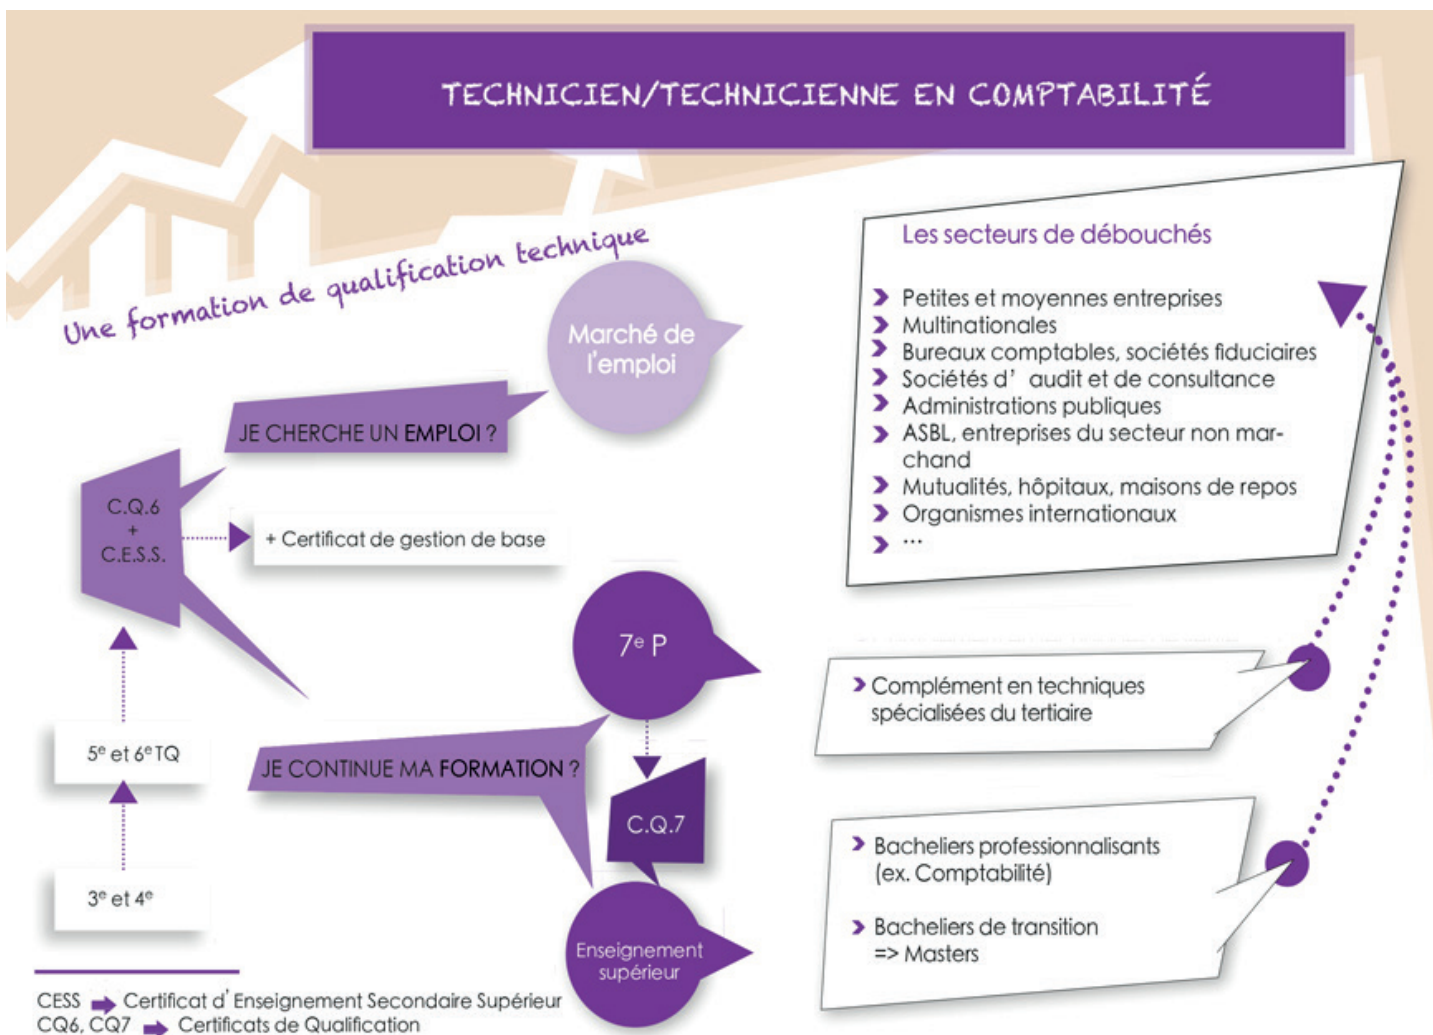 TECHNICIEN/TECHNICIENNE EN COMPTABILITÉ
Une formation de qualification technique
Marché de
l'emploi
JE CHERCHE UN EMPLOI ?
C.Q.6
+
C.E.S.S.
+ Certificat de gestion de base
5e et 6e TQ
3e et 4e
7e P
JE CONTINUE MA FORMATION ?
C.Q.7
Enseignement
supérieur
Les secteurs de débouchés
Petites et moyennes entreprises
Multinationales
Bureaux comptables, sociétés fiduciaires
Sociétés d' audit et de consultance
Administrations publiques
ASBL, entreprises du secteur non mar-
chand
Mutualités, hôpitaux, maisons de repos
Organismes internationaux
...
Complément en techniques
spécialisées du tertiaire
Bacheliers professionnalisants
(ex. Comptabilité)
Bacheliers de transition
=> Masters
CESS Certificat d'Enseignement Secondaire Supérieur
CQ6, CQ7 Certificats de Qualification